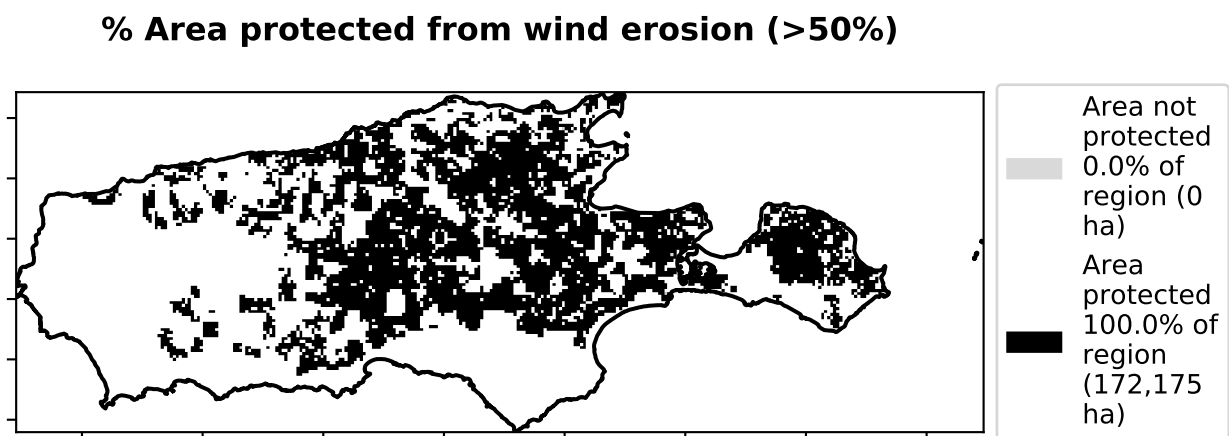 % Area protected from wind erosion (>50%)
Area not
protected
0.0% of
region (0
ha)
Area
protected
100.0% of
region
(172,175
ha)